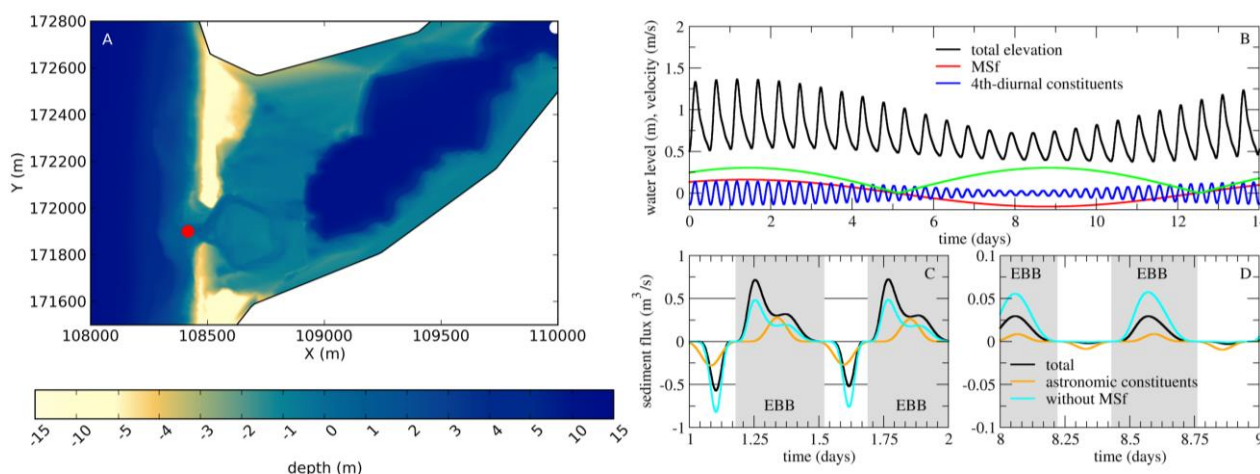 A
172800
172600
172400
172200
172000
171800
171600
Y (m)
108000 108500 109000 109500 110000
X (m)
-15 -10 -5 -4 -3 -2 -1 0 1 2 3 4 5 10 15
depth (m)
B
water level (m), velocity (m/s)
2
1.5
1
0.5
0
total elevation
MSf
4th-diurnal constituents
0 2 4 6 8 10 12 14
time (days)
C
sediment flux (m³/s)
1
0.5
0
-0.5
-1
EBB EBB
1 1.25 1.5 1.75 2
time (days)
D
EBB EBB
0.1
0.05
0
-0.05
-0.1
total
astronomic constituents
without MSf
8 8.25 8.5 8.75 9
time (days)